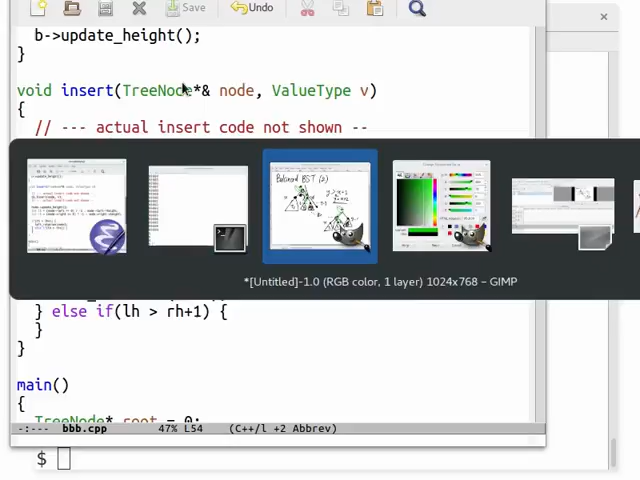 Save Undo
b->update_height();
}
void insert(TreeNode*& node, ValueType v)
{
// --- actual insert code not shown --
Balanced BST (2)
*[Untitled]-1.0 (RGB color, 1 layer) 1024x768 – GIMP
} else if(lh > rh+1) {
}
}
main()
{
TreeNode* root = 0;
-:--- bbb.cpp 47% L54 (C++/l +2 Abbrev)
$